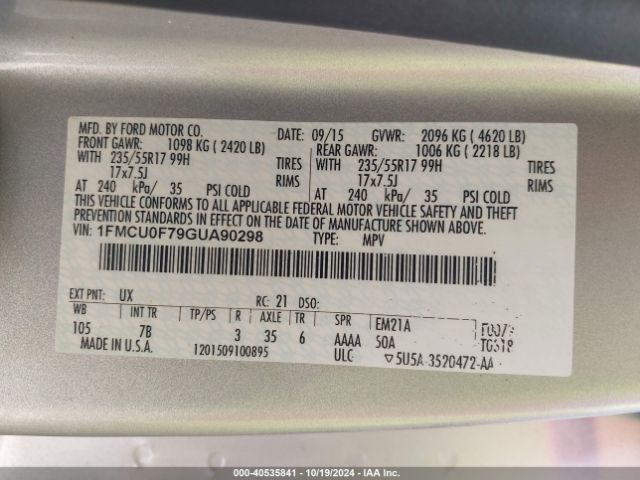 MFD. BY FORD MOTOR CO. DATE: 09/15 GVWR: 2096 KG ( 4620 LB)
FRONT GAWR: 1098 KG ( 2420 LB) REAR GAWR: 1006 KG ( 2218 LB)
WITH 235/55R17 99H TIRES WITH 235/55R17 99H TIRES
17x7.5J RIMS 17x7.5J RIMS
AT 240 kPa/ 35 PSI COLD AT 240 kPa/ 35 PSI COLD
THIS VEHICLE CONFORMS TO ALL APPLICABLE FEDERAL MOTOR VEHICLE SAFETY AND THEFT
PREVENTION STANDARDS IN EFFECT ON THE DATE OF MANUFACTURE SHOWN ABOVE.
VIN: 1FMCU0F79GUA90298 TYPE: MPV
EXT PNT: UX RC: 21 DSO:
WB INT TR TP/PS R AXLE TR SPR EM21A
105 7B 3 35 6 AAAA 50A
MADE IN U.S.A. 1201509100895 ULC ▽5U5A-3520472-AA
000-40535841 - 10/19/2024 - IAA Inc.